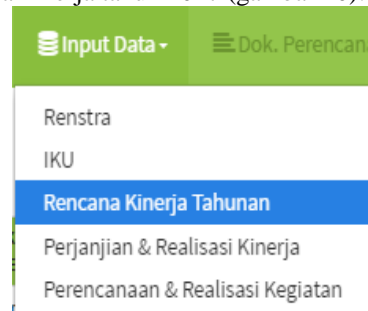 Input Data
Dok. Perencana
Renstra
IKU
Rencana Kinerja Tahunan
Perjanjian & Realisasi Kinerja
Perencanaan & Realisasi Kegiatan